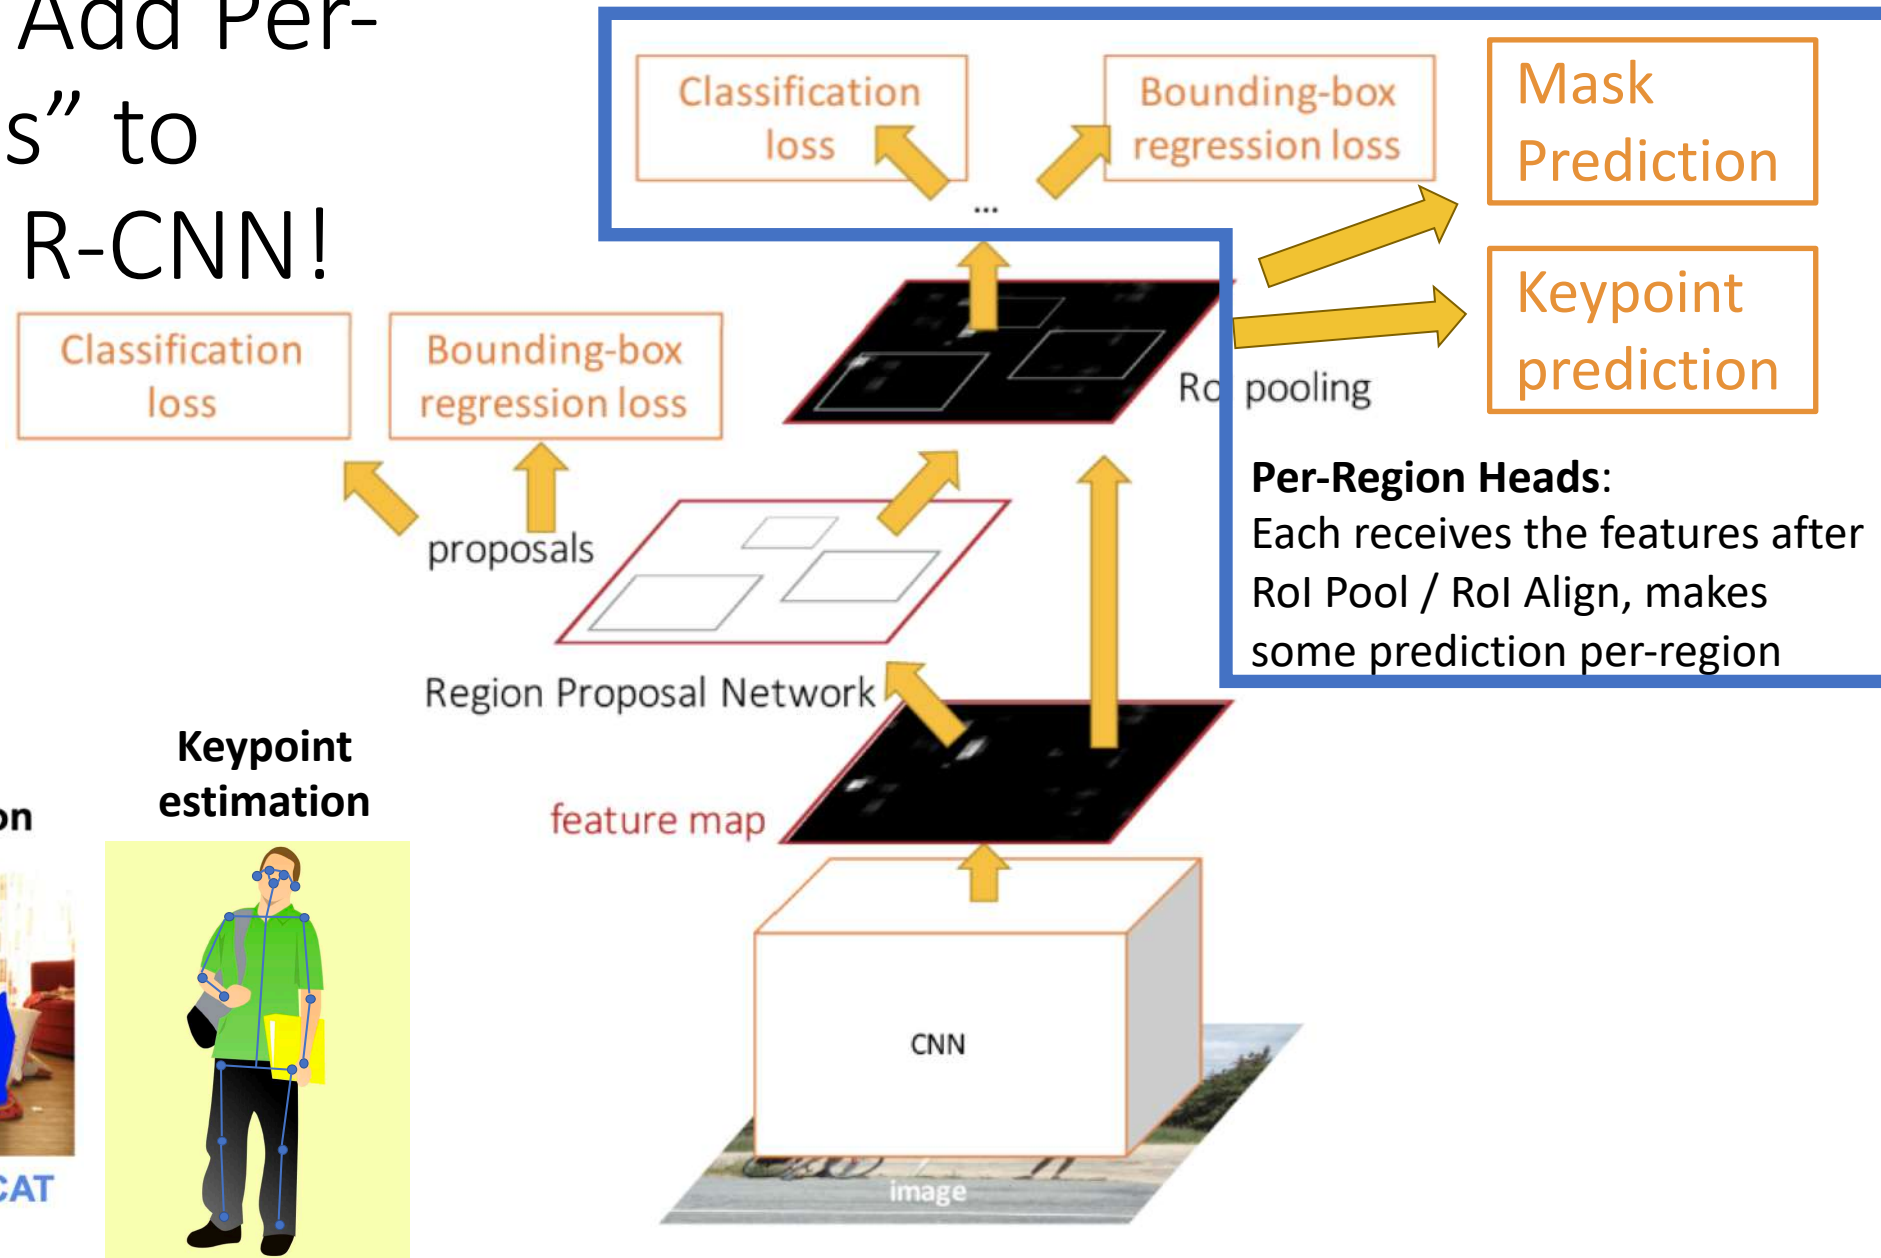 Add Per-
s” to
R-CNN!
Classification
loss
Bounding-box
regression loss
Mask
Prediction
...
Keypoint
prediction
Classification
loss
Bounding-box
regression loss
RoI pooling
Per-Region Heads:
Each receives the features after
RoI Pool / RoI Align, makes
some prediction per-region
proposals
Region Proposal Network
feature map
Keypoint
estimation
on
CAT
CNN
image